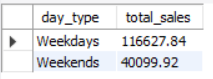 day_type total_sales
Weekdays 116627.84
Weekends 40099.92